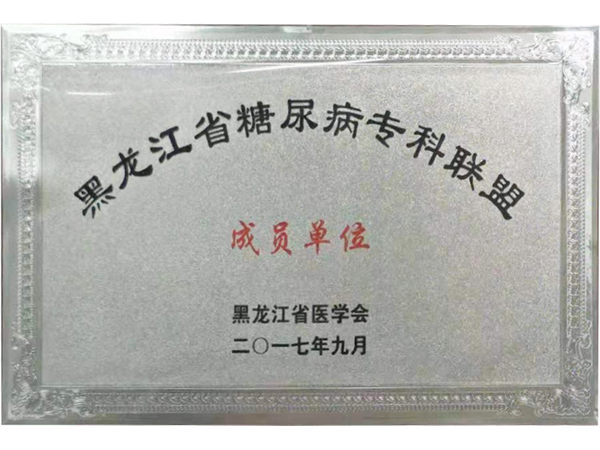 黑龙江省糖尿病专科联盟
成员单位
黑龙江省医学会
二〇一七年九月